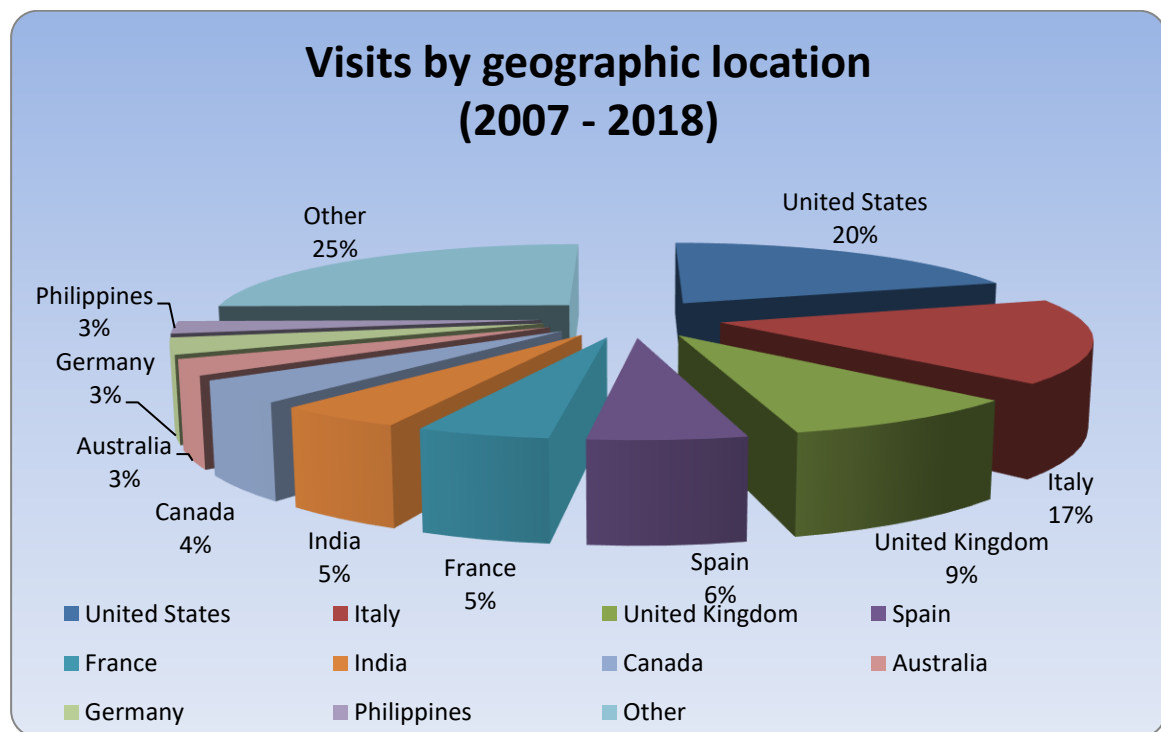 Visits by geographic location
(2007 - 2018)
United States
20%
Other
25%
Philippines
3%
Germany
3%
Australia
3%
Canada
4%
India
5%
France
5%
Spain
6%
United Kingdom
9%
Italy
17%
United States
Italy
United Kingdom
Spain
France
India
Canada
Australia
Germany
Philippines
Other